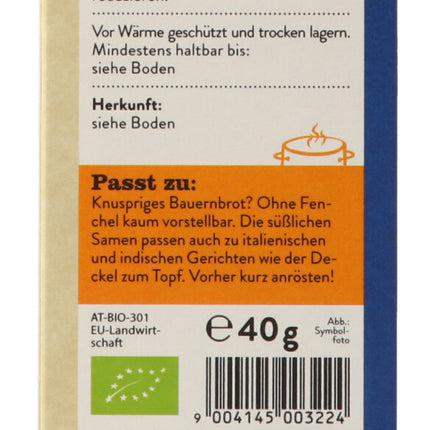 Vor Wärme geschützt und trocken lagern.
Mindestens haltbar bis:
siehe Boden
Herkunft:
siehe Boden
Passt zu:
Knuspriges Bauernbrot? Ohne Fen-
chel kaum vorstellbar. Die süßlichen
Samen passen auch zu italienischen
und indischen Gerichten wie der De-
ckel zum Topf. Vorher kurz anrösten!
AT-BIO-301
EU-Landwirt-
schaft
℮40g
Abb.:
Symbol-
foto
9 004145 003224